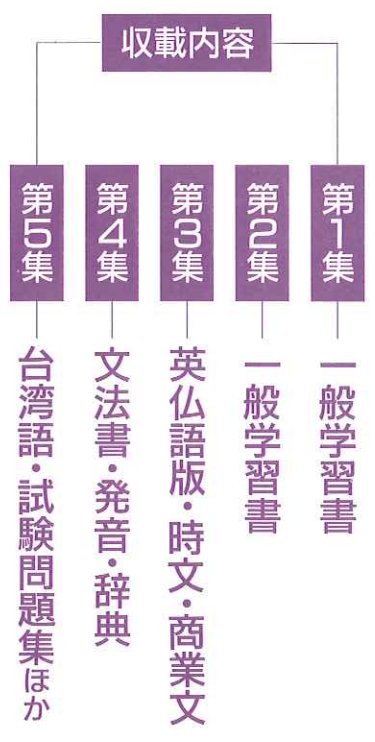 収載内容
第1集
一般学習書
第2集
一般学習書
第3集
英仏語版・時文・商業文
第4集
文法書・発音・辞典
第5集
台湾語・試験問題集ほか